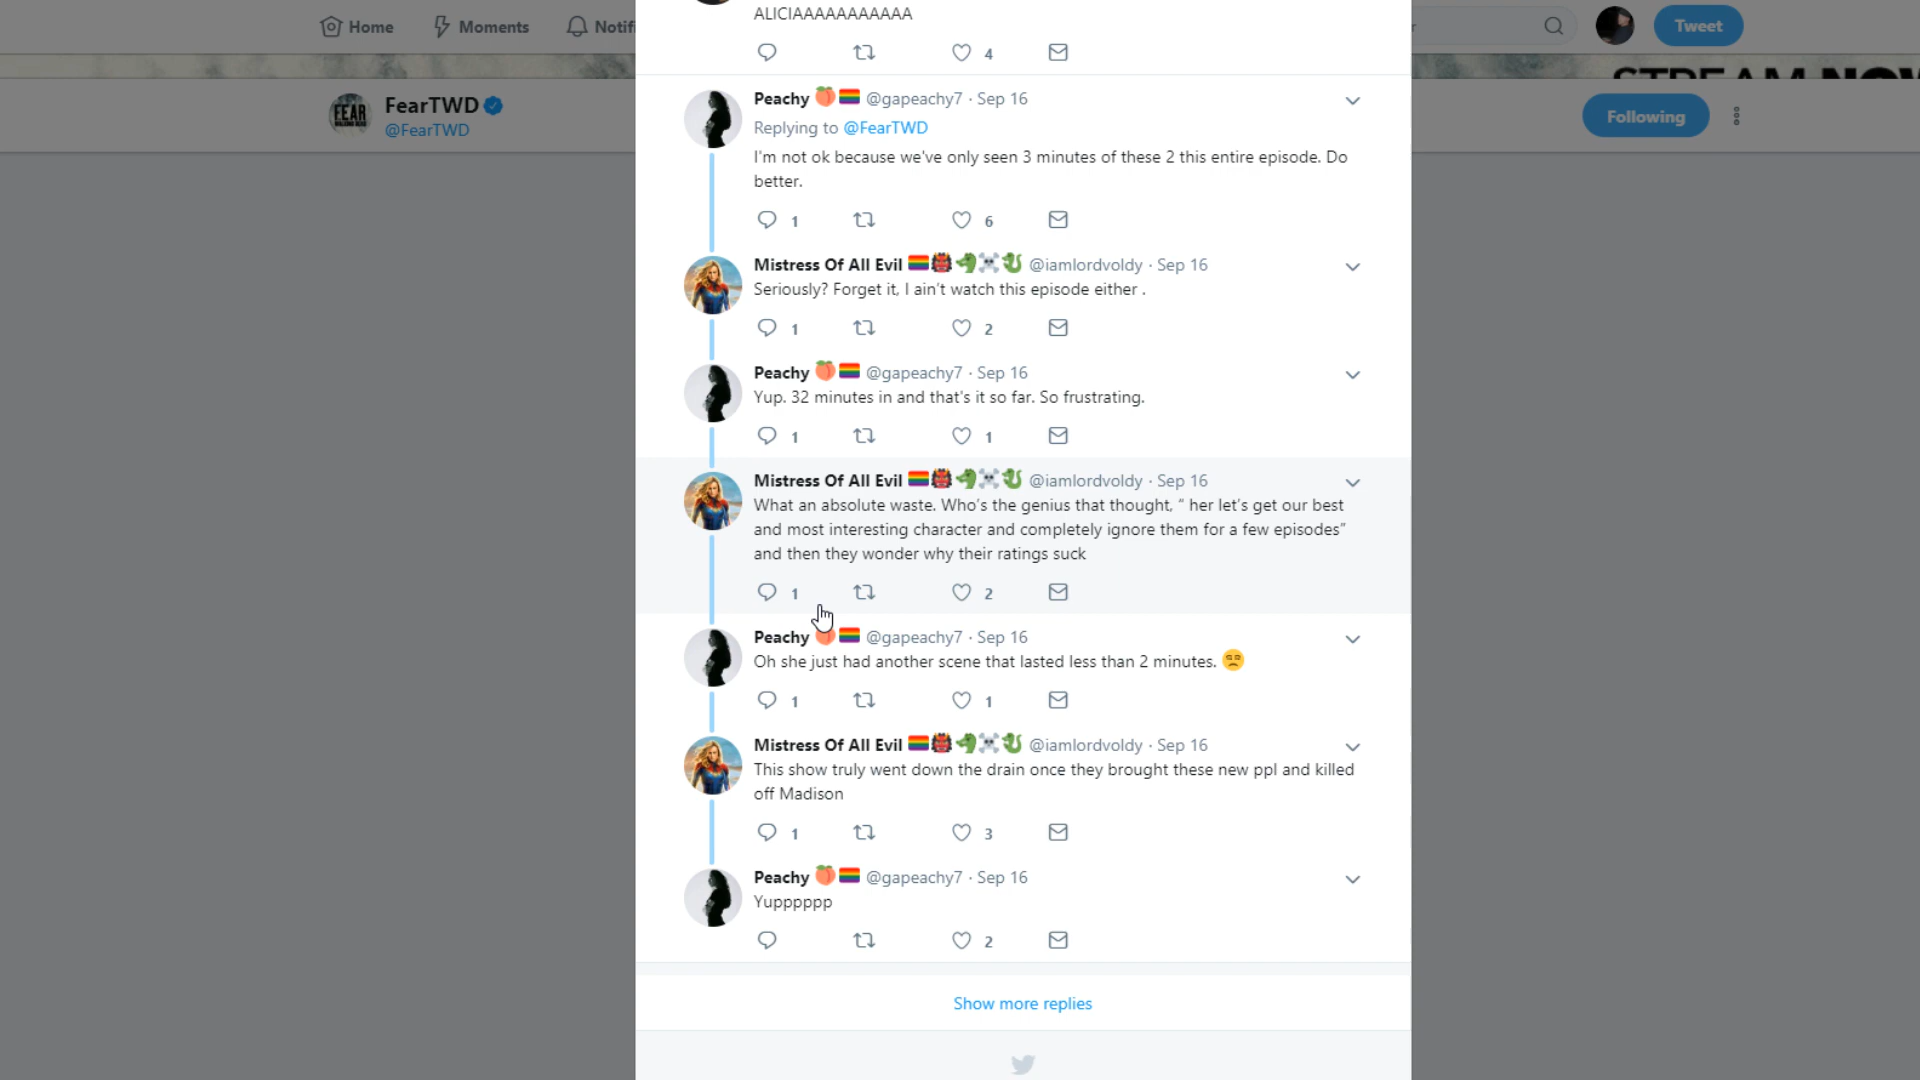 ALICIAAAAAAAAAAA
Home
Moments
Notifi
r
Tweet
4
STREAM NOW
FEAR
FearTWD
@FearTWD
Following
Peachy @gapeachy7 · Sep 16
Replying to @FearTWD
I'm not ok because we've only seen 3 minutes of these 2 this entire episode. Do
better.
1 6
Mistress Of All Evil @iamlordvoldy · Sep 16
Seriously? Forget it, I ain't watch this episode either .
1 2
Peachy @gapeachy7 · Sep 16
Yup. 32 minutes in and that's it so far. So frustrating.
1 1
Mistress Of All Evil @iamlordvoldy · Sep 16
What an absolute waste. Who's the genius that thought, “ her let’s get our best
and most interesting character and completely ignore them for a few episodes”
and then they wonder why their ratings suck
1 2
Peachy @gapeachy7 · Sep 16
Oh she just had another scene that lasted less than 2 minutes.
1 1
Mistress Of All Evil @iamlordvoldy · Sep 16
This show truly went down the drain once they brought these new ppl and killed
off Madison
1 3
Peachy @gapeachy7 · Sep 16
Yupppppp
2
Show more replies